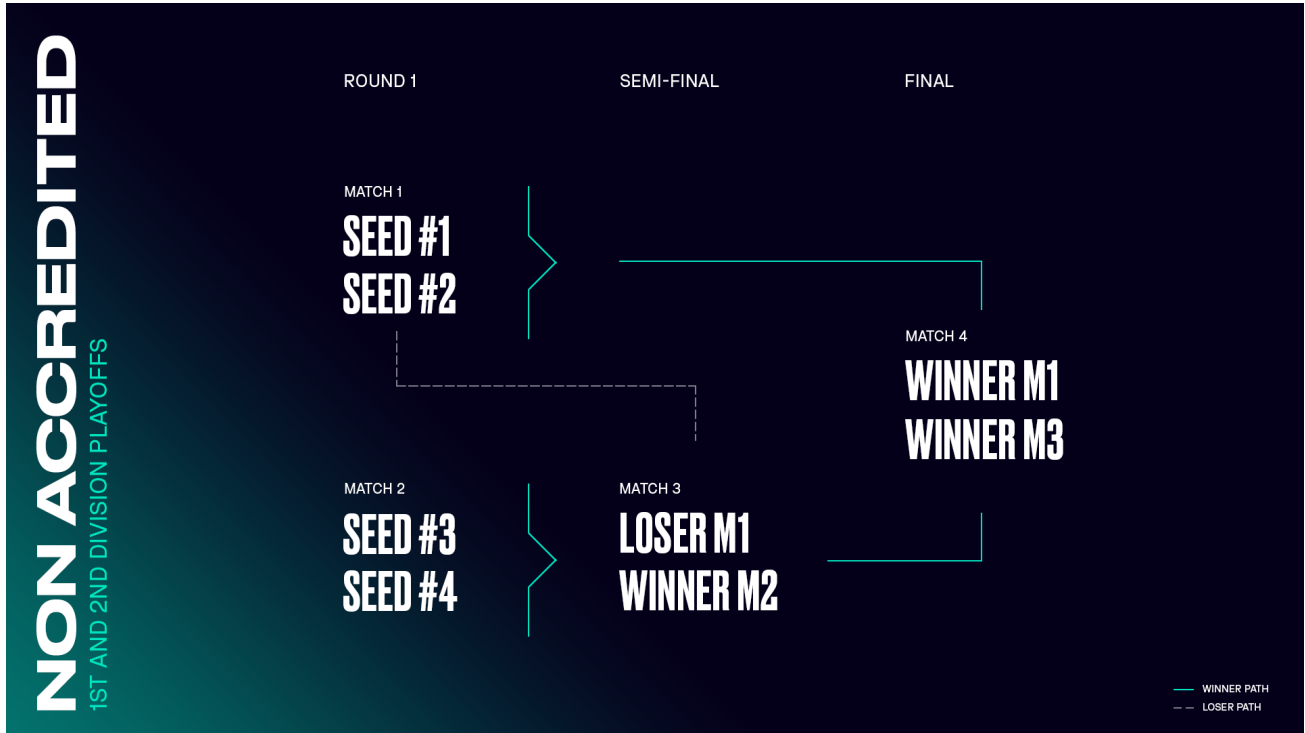 NON ACCREDITED
1ST AND 2ND DIVISION PLAYOFFS
ROUND 1
SEMI-FINAL
FINAL
MATCH 1
SEED #1
SEED #2
MATCH 2
SEED #3
SEED #4
MATCH 3
LOSER M1
WINNER M2
MATCH 4
WINNER M1
WINNER M3
WINNER PATH
LOSER PATH